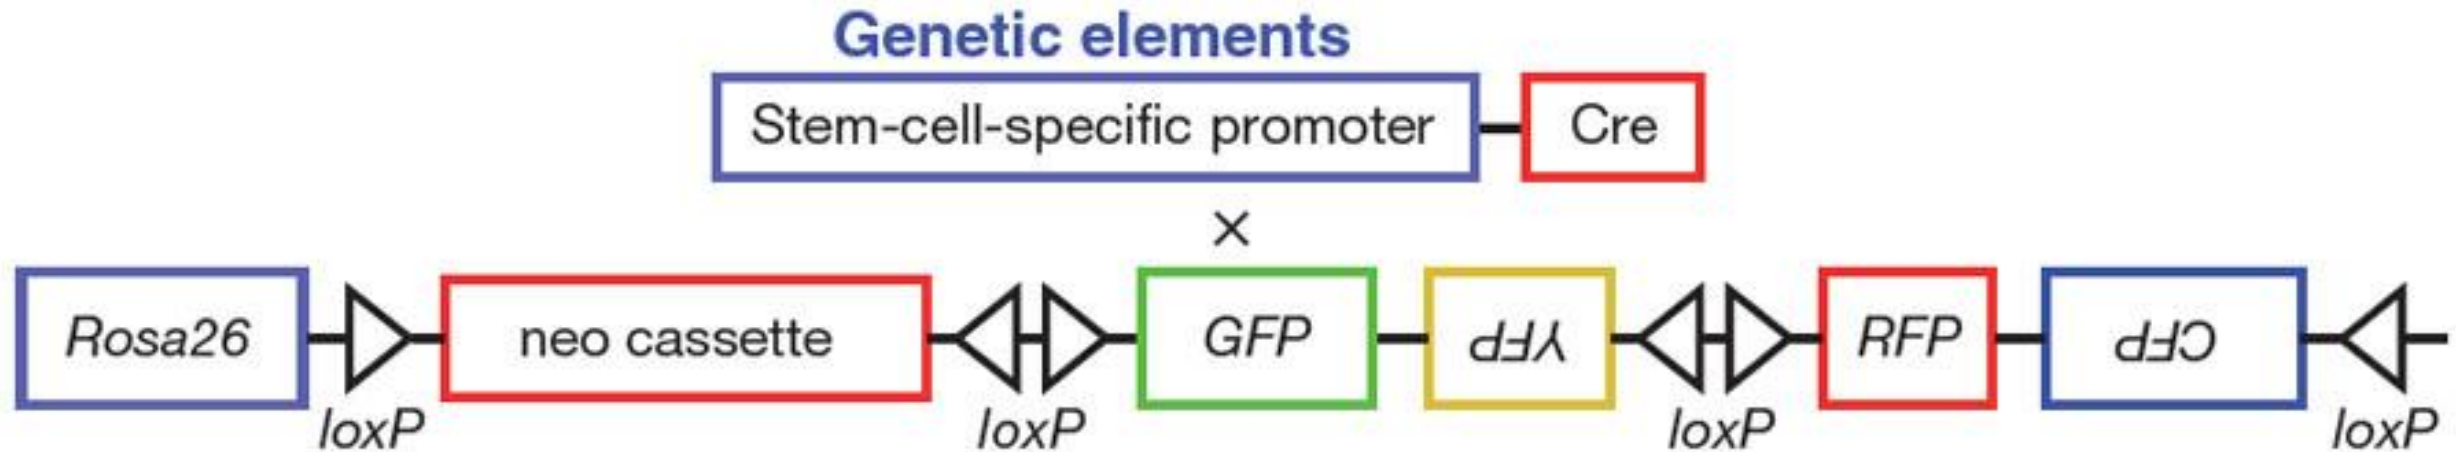 Genetic elements
Stem-cell-specific promoter Cre
×
Rosa26 neo cassette GFP YFP RFP CFP
loxP loxP loxP loxP